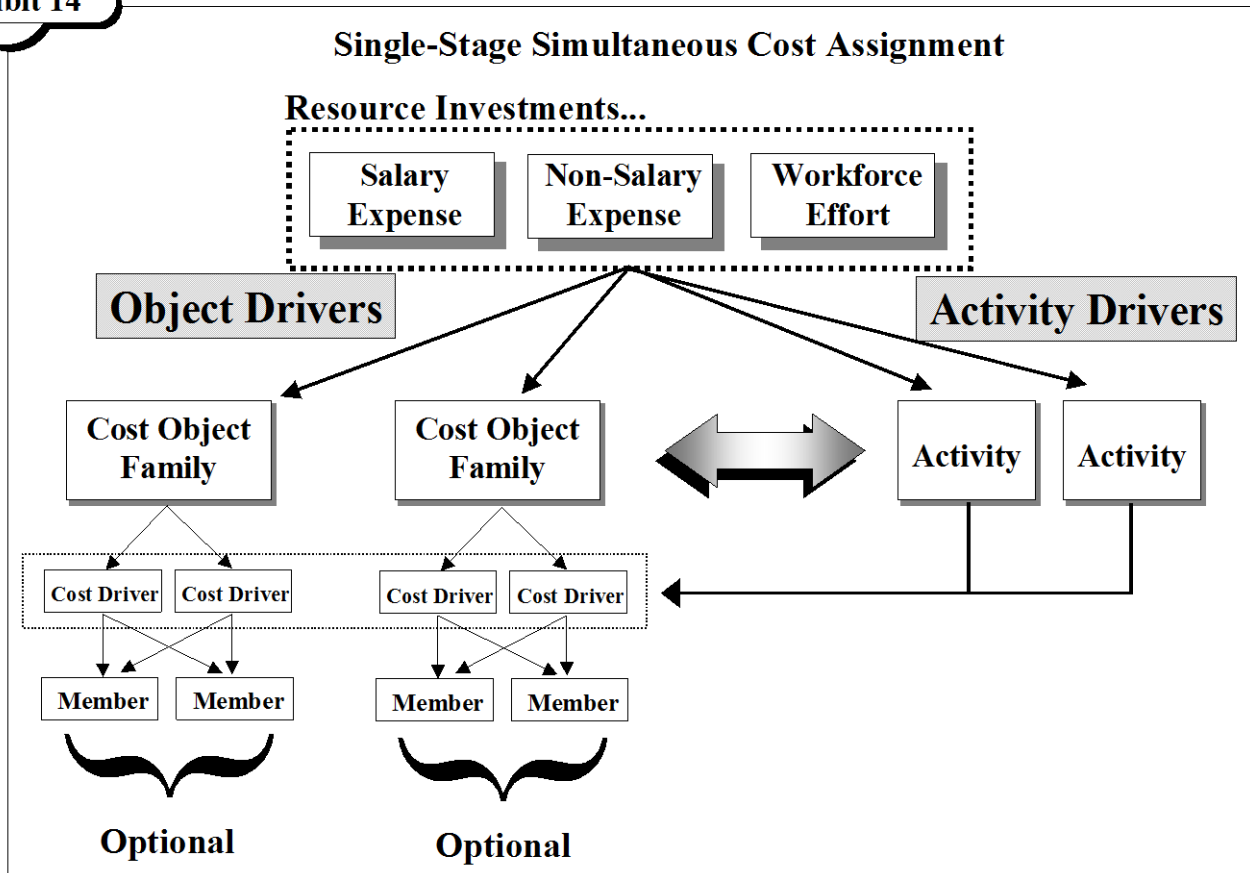 bit 14
Single-Stage Simultaneous Cost Assignment
Resource Investments...
Salary
Expense
Non-Salary
Expense
Workforce
Effort
Object Drivers
Activity Drivers
Cost Object
Family
Cost Object
Family
Activity
Activity
Cost Driver
Cost Driver
Cost Driver
Cost Driver
Member
Member
Member
Member
Optional
Optional